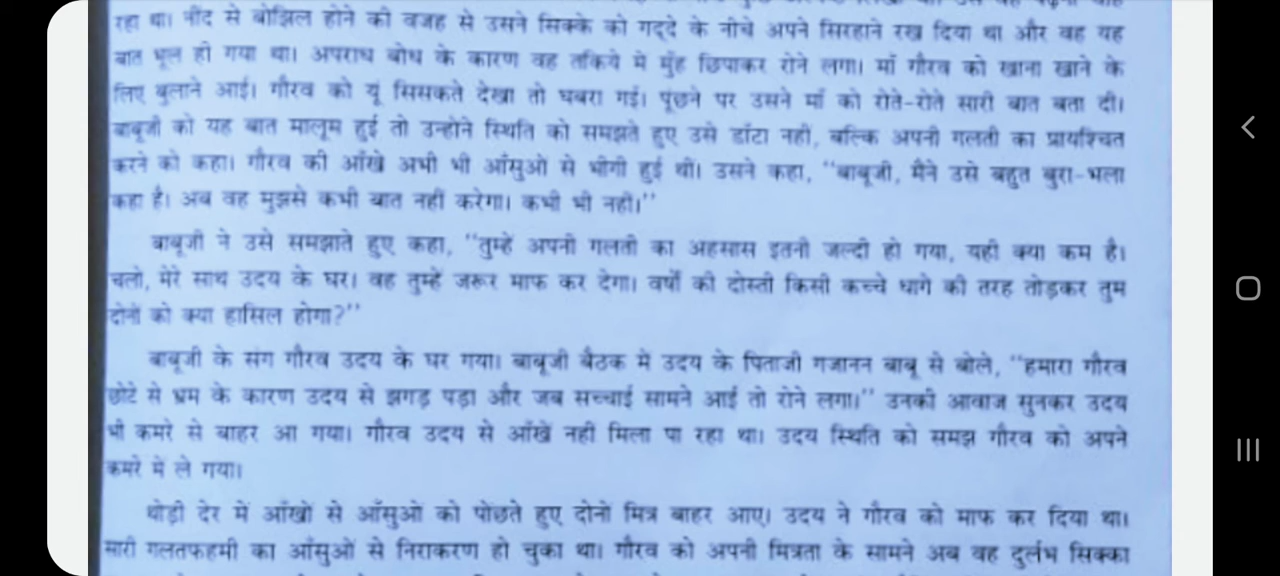 रहा था। नींद से बोझिल होने की वजह से उसने सिक्के को गद्दे के नीचे अपने सिरहाने रख दिया था और वह यह
बात भूल हो गया था। अपराध बोध के कारण वह तकिये में मुँह छिपाकर रोने लगा। माँ गौरव को खाना खाने के
लिए बुलाने आई। गौरव को यूं सिसकते देखा तो घबरा गई। पूंछने पर उसने माँ को रोते-रोते सारी बात बता दी।
बाबूजी को यह बात मालूम हुई तो उन्होंने स्थिति को समझते हुए उसे डाँटा नहीं, बल्कि अपनी गलती का प्रायश्चित
करने को कहा। गौरव की आँखें अभी भी आँसुओं से भीगी हुई थीं। उसने कहा, "बाबूजी, मैंने उसे बहुत बुरा-भला
कहा है। अब वह मुझसे कभी बात नहीं करेगा। कभी भी नहीं।"
बाबूजी ने उसे समझाते हुए कहा, "तुम्हें अपनी गलती का अहसास इतनी जल्दी हो गया, यही क्या कम है।
चलो, मेरे साथ उदय के घर। वह तुम्हें जरूर माफ कर देगा। वर्षों की दोस्ती किसी कच्चे धागे की तरह तोड़कर तुम
दोनों को क्या हासिल होगा?"
बाबूजी के संग गौरव उदय के घर गया। बाबूजी बैठक में उदय के पिताजी गजानन बाबू से बोले, "हमारा गौरव
छोटे से भ्रम के कारण उदय से झगड़ पड़ा और जब सच्चाई सामने आई तो रोने लगा।" उनकी आवाज सुनकर उदय
भी कमरे से बाहर आ गया। गौरव उदय से आँखें नहीं मिला पा रहा था। उदय स्थिति को समझ गौरव को अपने
कमरे में ले गया।
थोड़ी देर में आँखों से आँसुओं को पोंछते हुए दोनों मित्र बाहर आए। उदय ने गौरव को माफ कर दिया था।
सारी गलतफहमी का आँसुओं से निराकरण हो चुका था। गौरव को अपनी मित्रता के सामने अब वह दुर्लभ सिक्का